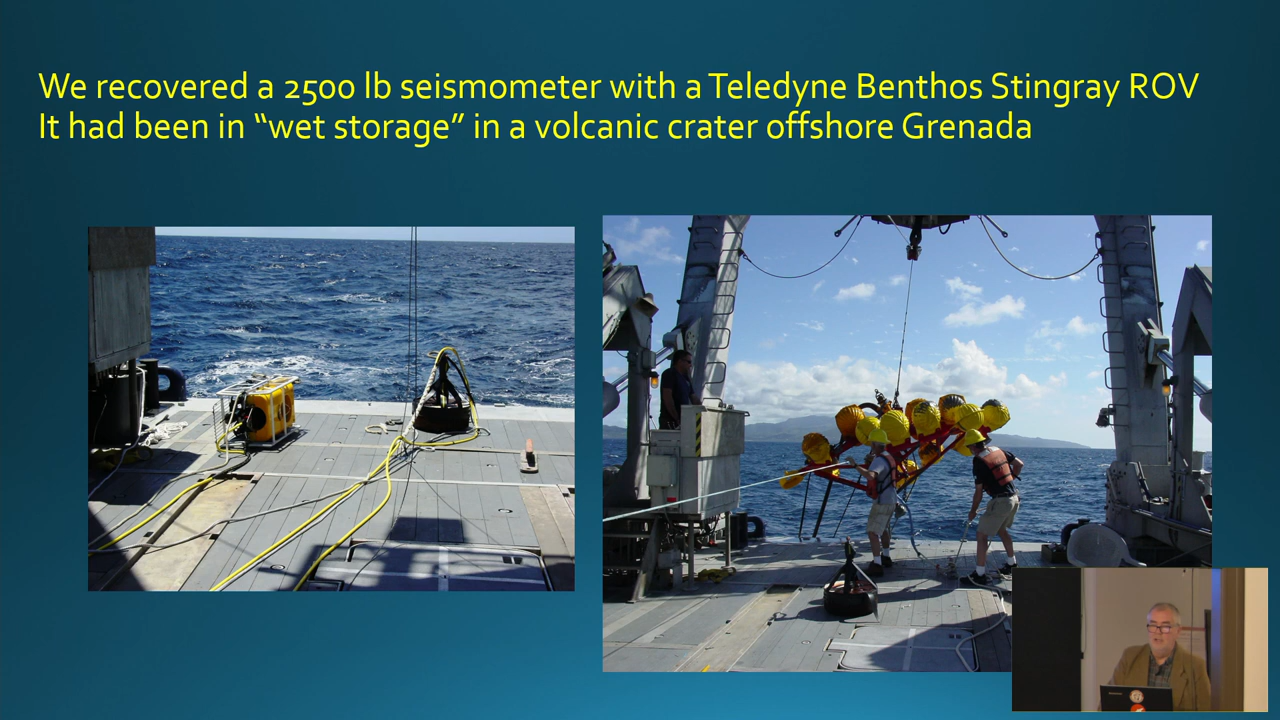 We recovered a 2500 lb seismometer with a Teledyne Benthos Stingray ROV
It had been in “wet storage” in a volcanic crater offshore Grenada